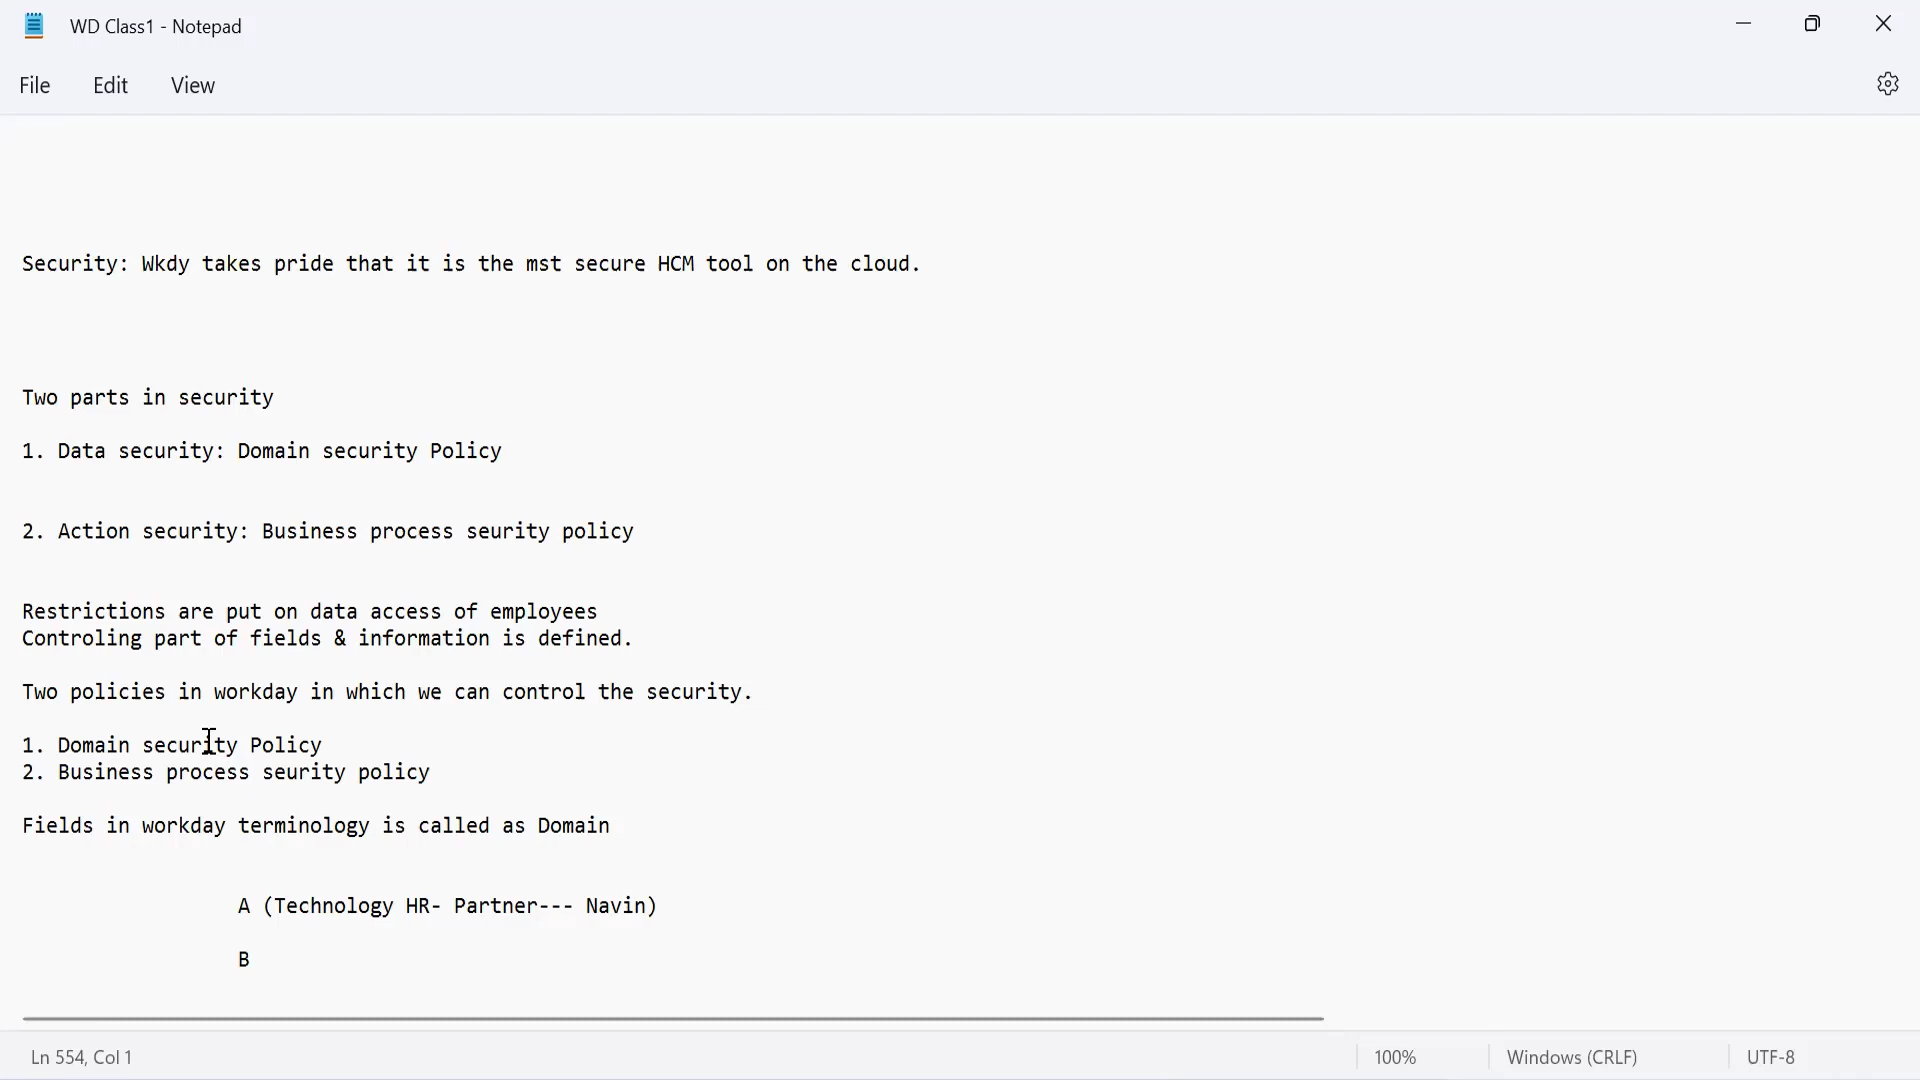 WD Class1 - Notepad
File Edit View
Security: Wkdy takes pride that it is the mst secure HCM tool on the cloud.
Two parts in security
1. Data security: Domain security Policy
2. Action security: Business process seurity policy
Restrictions are put on data access of employees
Controling part of fields & information is defined.
Two policies in workday in which we can control the security.
1. Domain security Policy
2. Business process seurity policy
Fields in workday terminology is called as Domain
A (Technology HR- Partner--- Navin)
B
Ln 554, Col 1 100% Windows (CRLF) UTF-8